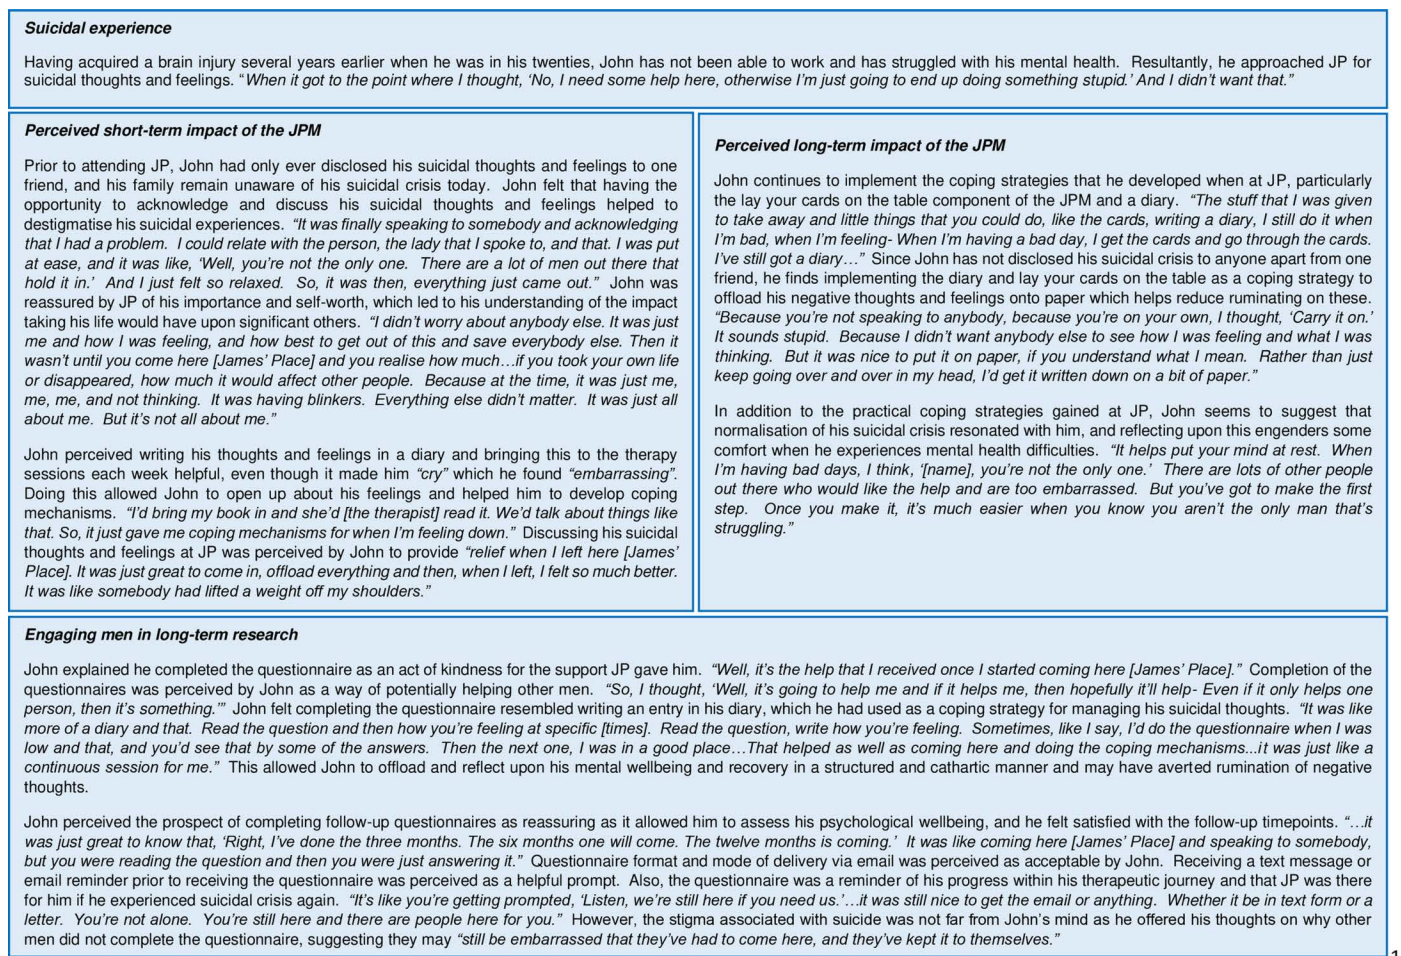 Suicidal experience
Having acquired a brain injury several years earlier when he was in his twenties, John has not been able to work and has struggled with his mental health. Resultantly, he approached JP for
suicidal thoughts and feelings. “When it got to the point where I thought, ‘No, I need some help here, otherwise I’m just going to end up doing something stupid.’ And I didn’t want that.”
Perceived short-term impact of the JPM
Prior to attending JP, John had only ever disclosed his suicidal thoughts and feelings to one
friend, and his family remain unaware of his suicidal crisis today. John felt that having the
opportunity to acknowledge and discuss his suicidal thoughts and feelings helped to
destigmatise his suicidal experiences. “It was finally speaking to somebody and acknowledging
that I had a problem. I could relate with the person, the lady that I spoke to, and that. I was put
at ease, and it was like, ‘Well, you’re not the only one. There are a lot of men out there that
hold it in.’ And I just felt so relaxed. So, it was then, everything just came out.” John was
reassured by JP of his importance and self-worth, which led to his understanding of the impact
taking his life would have upon significant others. “I didn’t worry about anybody else. It was just
me and how I was feeling, and how best to get out of this and save everybody else. Then it
wasn’t until you come here [James’ Place] and you realise how much…if you took your own life
or disappeared, how much it would affect other people. Because at the time, it was just me,
me, me, and not thinking. It was having blinkers. Everything else didn’t matter. It was just all
about me. But it’s not all about me.”
John perceived writing his thoughts and feelings in a diary and bringing this to the therapy
sessions each week helpful, even though it made him “cry” which he found “embarrassing”.
Doing this allowed John to open up about his feelings and helped him to develop coping
mechanisms. “I’d bring my book in and she’d [the therapist] read it. We’d talk about things like
that. So, it just gave me coping mechanisms for when I’m feeling down.” Discussing his suicidal
thoughts and feelings at JP was perceived by John to provide “relief when I left here [James’
Place]. It was just great to come in, offload everything and then, when I left, I felt so much better.
It was like somebody had lifted a weight off my shoulders.”
Perceived long-term impact of the JPM
John continues to implement the coping strategies that he developed when at JP, particularly
the lay your cards on the table component of the JPM and a diary. “The stuff that I was given
to take away and little things that you could do, like the cards, writing a diary, I still do it when
I’m bad, when I’m feeling- When I’m having a bad day, I get the cards and go through the cards.
I’ve still got a diary…” Since John has not disclosed his suicidal crisis to anyone apart from one
friend, he finds implementing the diary and lay your cards on the table as a coping strategy to
offload his negative thoughts and feelings onto paper which helps reduce ruminating on these.
“Because you’re not speaking to anybody, because you’re on your own, I thought, ‘Carry it on.’
It sounds stupid. Because I didn’t want anybody else to see how I was feeling and what I was
thinking. But it was nice to put it on paper, if you understand what I mean. Rather than just
keep going over and over in my head, I’d get it written down on a bit of paper.”
In addition to the practical coping strategies gained at JP, John seems to suggest that
normalisation of his suicidal crisis resonated with him, and reflecting upon this engenders some
comfort when he experiences mental health difficulties. “It helps put your mind at rest. When
I’m having bad days, I think, ‘[name], you’re not the only one.’ There are lots of other people
out there who would like the help and are too embarrassed. But you’ve got to make the first
step. Once you make it, it’s much easier when you know you aren’t the only man that’s
struggling.”
Engaging men in long-term research
John explained he completed the questionnaire as an act of kindness for the support JP gave him. “Well, it’s the help that I received once I started coming here [James’ Place].” Completion of the
questionnaires was perceived by John as a way of potentially helping other men. “So, I thought, ‘Well, it’s going to help me and if it helps me, then hopefully it’ll help- Even if it only helps one
person, then it’s something.’” John felt completing the questionnaire resembled writing an entry in his diary, which he had used as a coping strategy for managing his suicidal thoughts. “It was like
more of a diary and that. Read the question and then how you’re feeling at specific [times]. Read the question, write how you’re feeling. Sometimes, like I say, I’d do the questionnaire when I was
low and that, and you’d see that by some of the answers. Then the next one, I was in a good place…That helped as well as coming here and doing the coping mechanisms...it was just like a
continuous session for me.” This allowed John to offload and reflect upon his mental wellbeing and recovery in a structured and cathartic manner and may have averted rumination of negative
thoughts.
John perceived the prospect of completing follow-up questionnaires as reassuring as it allowed him to assess his psychological wellbeing, and he felt satisfied with the follow-up timepoints. “…it
was just great to know that, ‘Right, I’ve done the three months. The six months one will come. The twelve months is coming.’ It was like coming here [James’ Place] and speaking to somebody,
but you were reading the question and then you were just answering it.” Questionnaire format and mode of delivery via email was perceived as acceptable by John. Receiving a text message or
email reminder prior to receiving the questionnaire was perceived as a helpful prompt. Also, the questionnaire was a reminder of his progress within his therapeutic journey and that JP was there
for him if he experienced suicidal crisis again. “It’s like you’re getting prompted, ‘Listen, we’re still here if you need us.’…it was still nice to get the email or anything. Whether it be in text form or a
letter. You’re not alone. You’re still here and there are people here for you.” However, the stigma associated with suicide was not far from John’s mind as he offered his thoughts on why other
men did not complete the questionnaire, suggesting they may “still be embarrassed that they’ve had to come here, and they’ve kept it to themselves.”